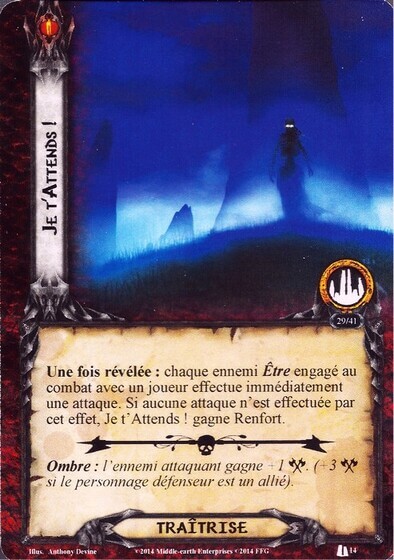 JE T'ATTENDS !
29/41
Une fois révélée : chaque ennemi Être engagé au
combat avec un joueur effectue immédiatement
une attaque. Si aucune attaque n'est effectuée par
cet effet, Je t'Attends ! gagne Renfort.
Ombre : l'ennemi attaquant gagne +1 . (+3
si le personnage défenseur est un allié).
TRAÎTRISE
Illus. Anthony Devine ©2014 Middle-earth Enterprises ©2014 FFG 14